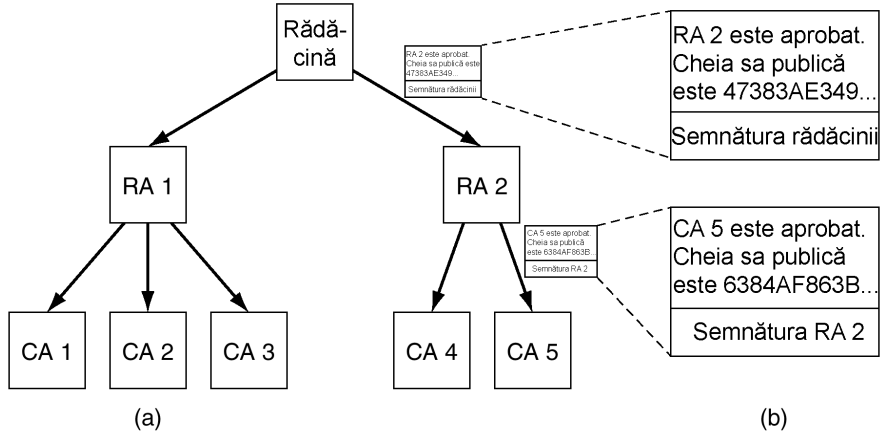 Rădă-
cină
RA 2 este aprobat.
Cheia sa publică este
47383AE349...
Semnătura rădăcinii
RA 2 este aprobat.
Cheia sa publică
este 47383AE349...
Semnătura rădăcinii
RA 1
RA 2
CA 5 este aprobat.
Cheia sa publică
este 6384AF863B...
Semnătura RA 2
CA 5 este aprobat.
Cheia sa publică
este 6384AF863B...
Semnătura RA 2
CA 1
CA 2
CA 3
CA 4
CA 5
(a)
(b)